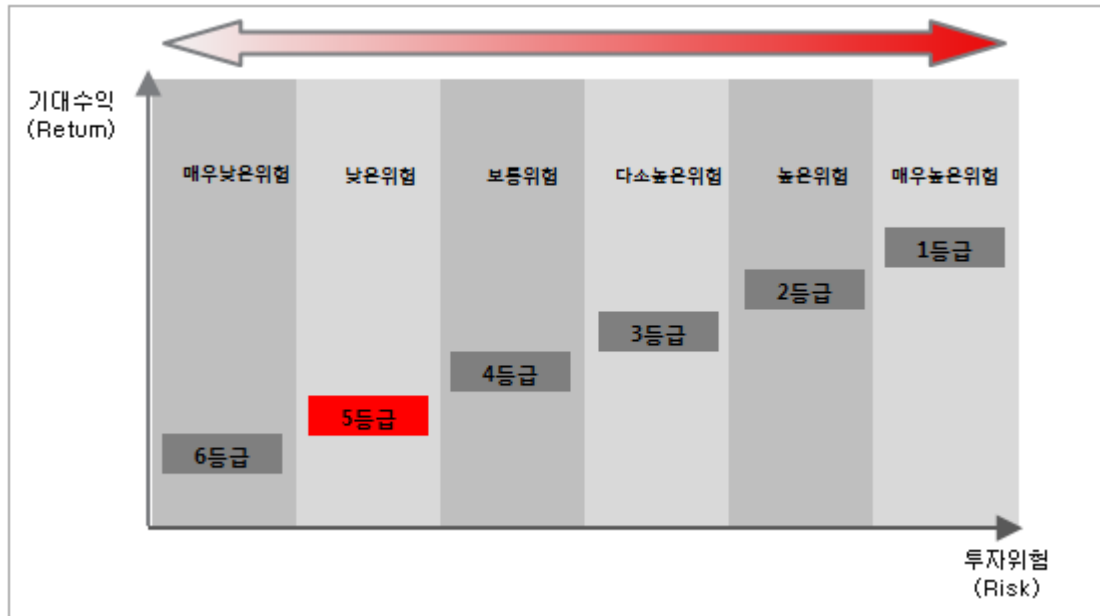 기대수익
(Retum)
매우낮은위험 낮은위험 보통위험 다소높은위험 높은위험 매우높은위험
1등급
2등급
3등급
4등급
5등급
6등급
투자위험
(Risk)